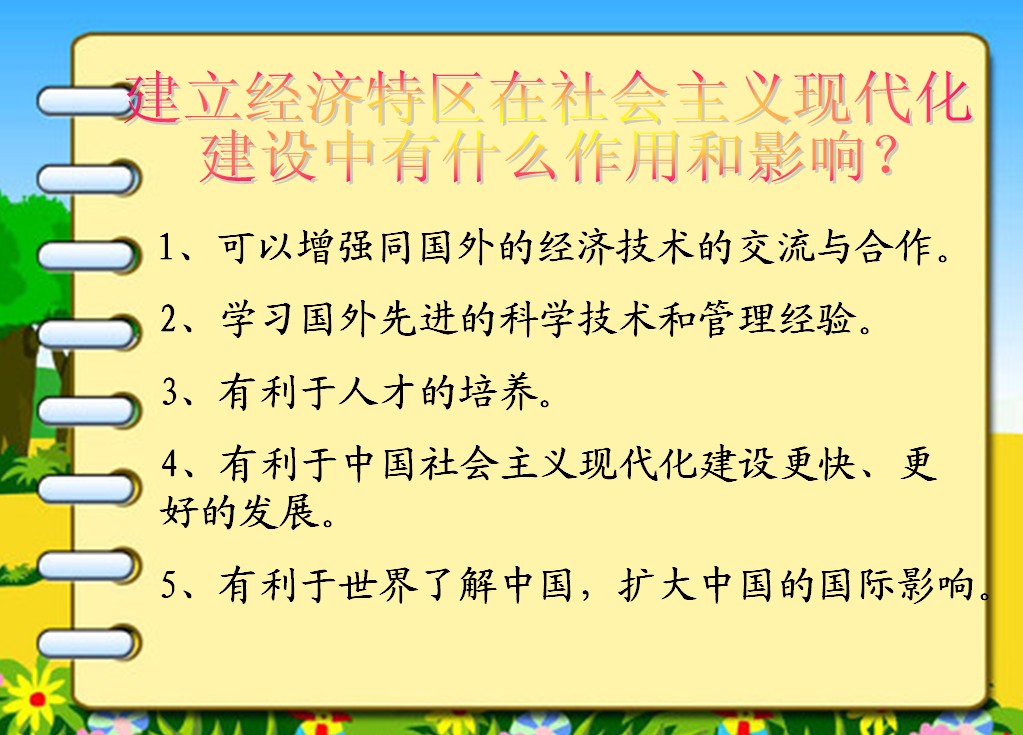 建立经济特区在社会主义现代化
建设中有什么作用和影响?
1、可以增强同国外的经济技术的交流与合作。
2、学习国外先进的科学技术和管理经验。
3、有利于人才的培养。
4、有利于中国社会主义现代化建设更快、更
好的发展。
5、有利于世界了解中国，扩大中国的国际影响。